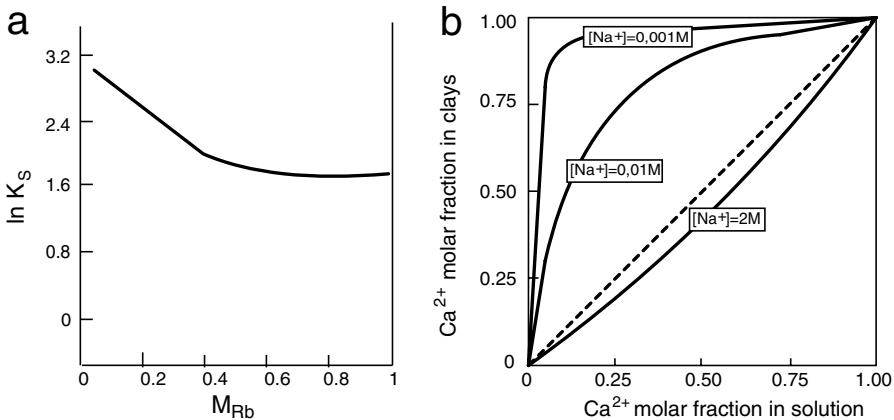 a
3.2
2.4
1.6
0.8
0
ln K_S
0 0.2 0.4 0.6 0.8 1
M_Rb
b
1.00
0.75
0.50
0.25
0
Ca²⁺ molar fraction in clays
[Na+]=0,001M
[Na+]=0,01M
[Na+]=2M
0 0.25 0.50 0.75 1.00
Ca²⁺ molar fraction in solution